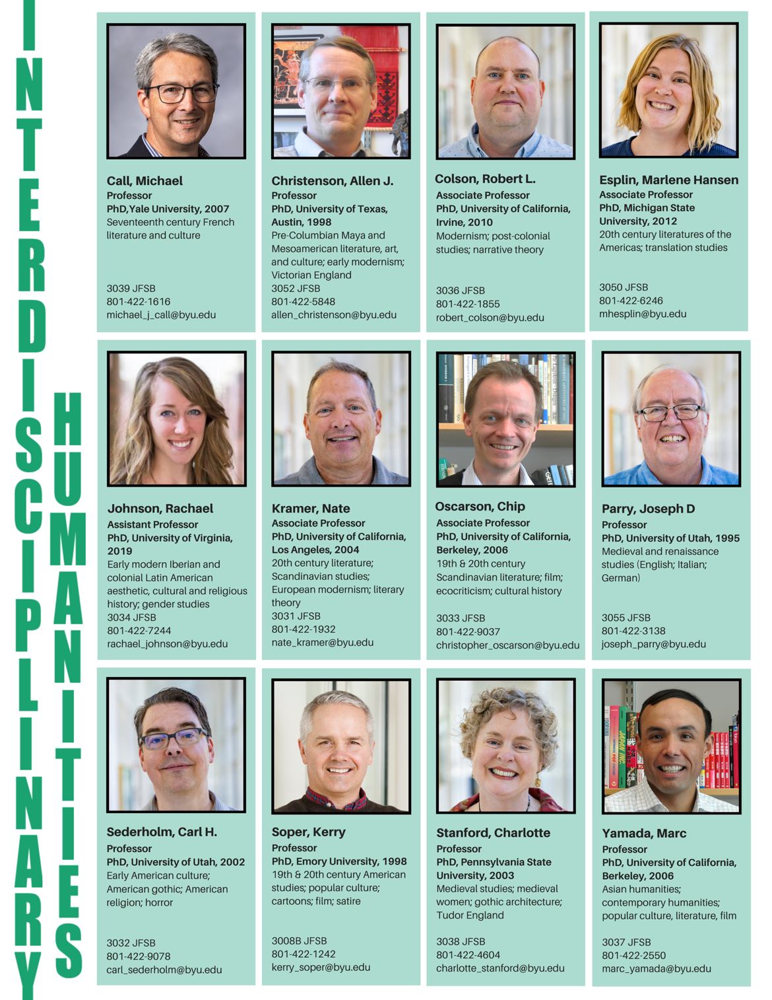 INTERDISCIPLINARY
HUMANITIES
Call, Michael
Professor
PhD,Yale University, 2007
Seventeenth century French
literature and culture
3039 JFSB
801-422-1616
michael_j_call@byu.edu
Christenson, Allen J.
Professor
PhD, University of Texas,
Austin, 1998
Pre-Columbian Maya and
Mesoamerican literature, art,
and culture; early modernism;
Victorian England
3052 JFSB
801-422-5848
allen_christenson@byu.edu
Colson, Robert L.
Associate Professor
PhD, University of California,
Irvine, 2010
Modernism; post-colonial
studies; narrative theory
3036 JFSB
801-422-1855
robert_colson@byu.edu
Esplin, Marlene Hansen
Associate Professor
PhD, Michigan State
University, 2012
20th century literatures of the
Americas; translation studies
3050 JFSB
801-422-6246
mhesplin@byu.edu
Johnson, Rachael
Assistant Professor
PhD, University of Virginia,
2019
Early modern Iberian and
colonial Latin American
aesthetic, cultural and religious
history; gender studies
3034 JFSB
801-422-7244
rachael_johnson@byu.edu
Kramer, Nate
Associate Professor
PhD, University of California,
Los Angeles, 2004
20th century literature;
Scandinavian studies;
European modernism; literary
theory
3031 JFSB
801-422-1932
nate_kramer@byu.edu
Oscarson, Chip
Associate Professor
PhD, University of California,
Berkeley, 2006
19th & 20th century
Scandinavian literature; film;
ecocriticism; cultural history
3033 JFSB
801-422-9037
christopher_oscarson@byu.edu
Parry, Joseph D
Professor
PhD, University of Utah, 1995
Medieval and renaissance
studies (English; Italian;
German)
3055 JFSB
801-422-3138
joseph_parry@byu.edu
Sederholm, Carl H.
Professor
PhD, University of Utah, 2002
Early American culture;
American gothic; American
religion; horror
3032 JFSB
801-422-9078
carl_sederholm@byu.edu
Soper, Kerry
Professor
PhD, Emory University, 1998
19th & 20th century American
studies; popular culture;
cartoons; film; satire
3008B JFSB
801-422-1242
kerry_soper@byu.edu
Stanford, Charlotte
Professor
PhD, Pennsylvania State
University, 2003
Medieval studies; medieval
women; gothic architecture;
Tudor England
3038 JFSB
801-422-4604
charlotte_stanford@byu.edu
JAPAN INC.
POP
Yamada, Marc
Professor
PhD, University of California,
Berkeley, 2006
Asian humanities;
contemporary humanities;
popular culture, literature, film
3037 JFSB
801-422-2550
marc_yamada@byu.edu